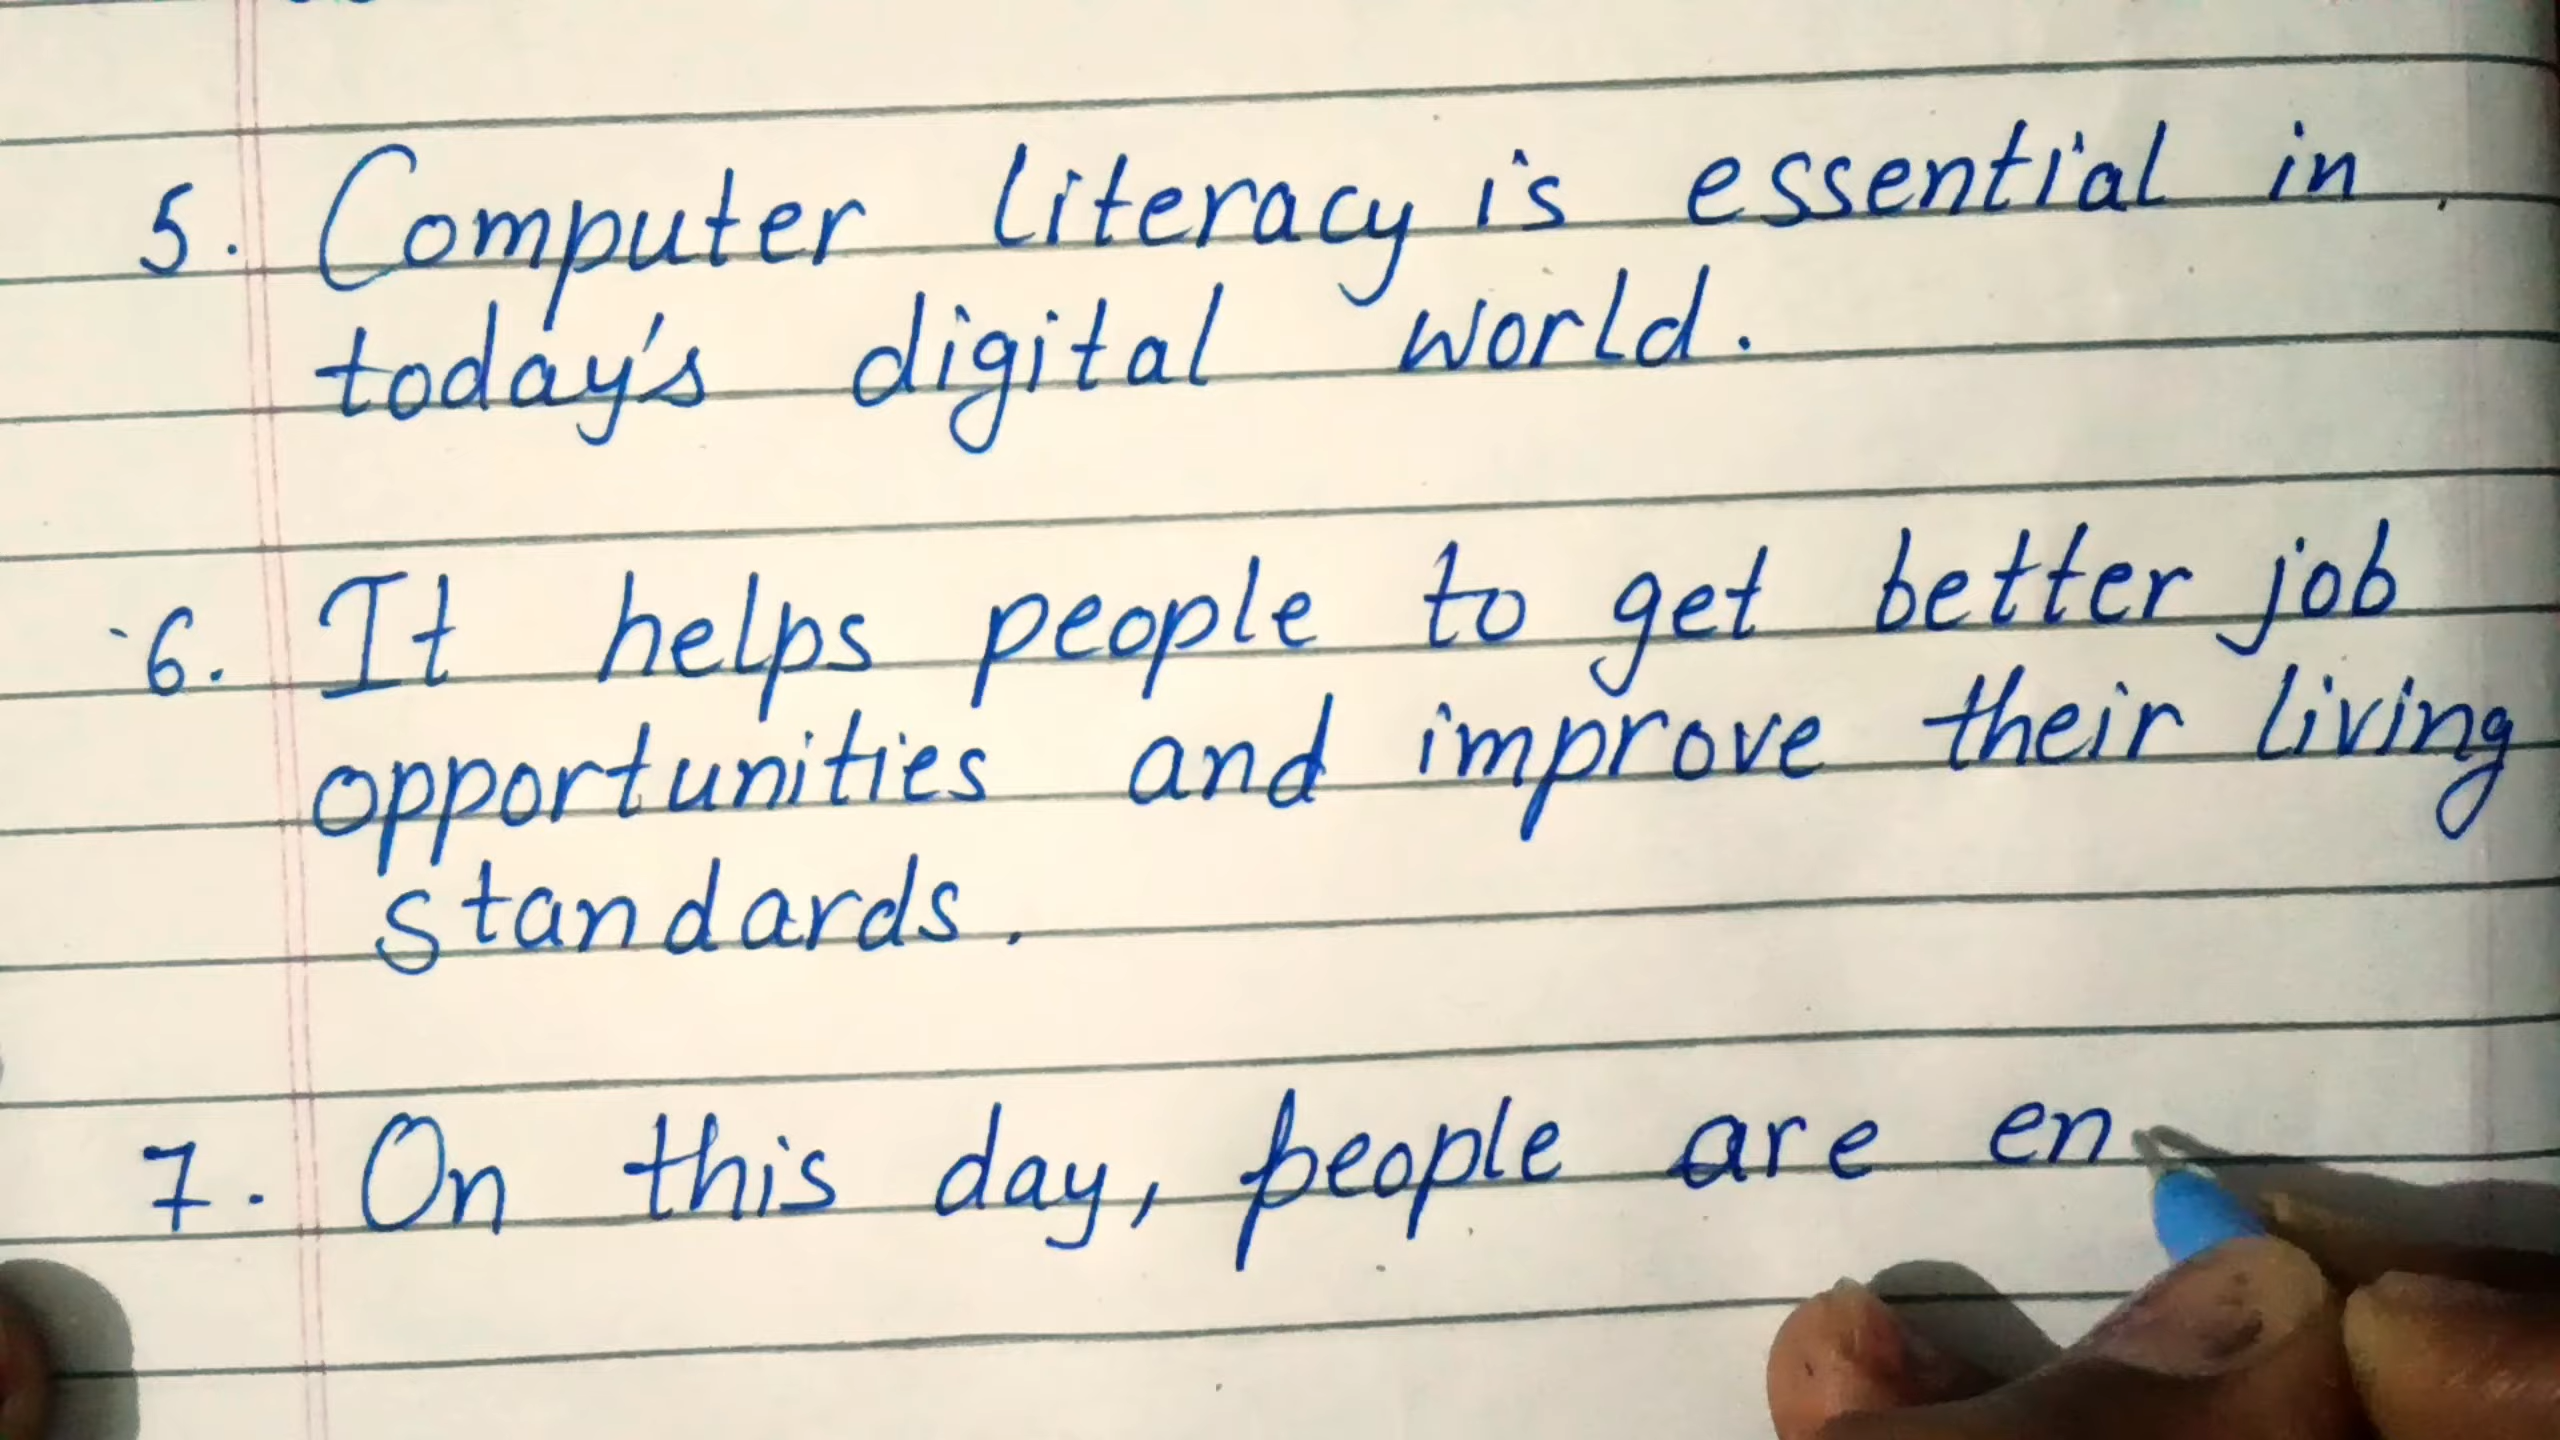 5. Computer literacy is essential in
today's digital world.
6. It helps people to get better job
opportunities and improve their living
standards.
7. On this day, people are en